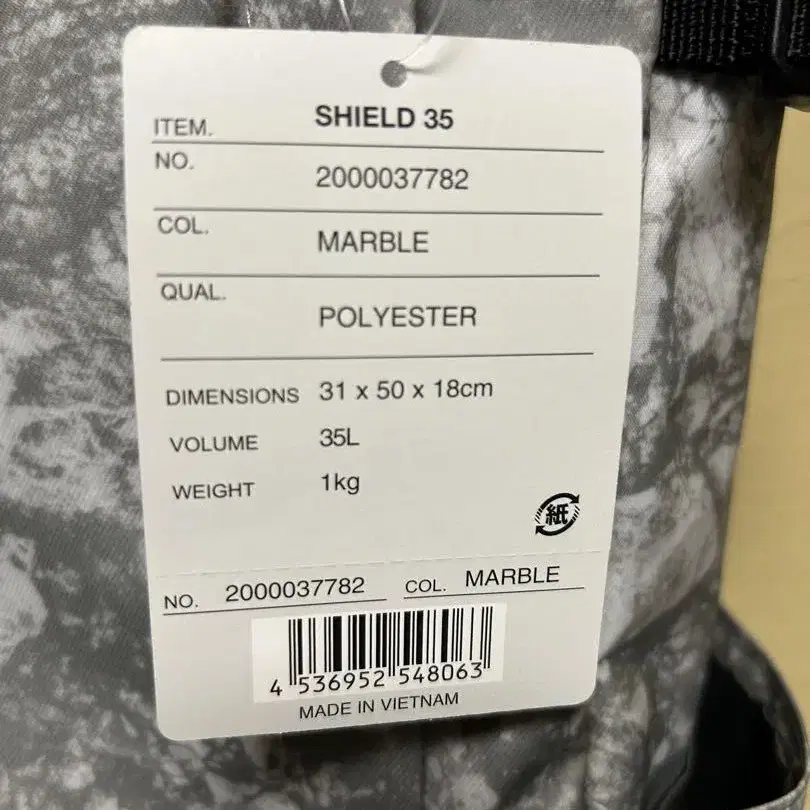 ITEM. SHIELD 35
NO. 2000037782
COL. MARBLE
QUAL. POLYESTER
DIMENSIONS 31 x 50 x 18cm
VOLUME 35L
WEIGHT 1kg
紙
NO. 2000037782 COL. MARBLE
4 536952 548063
MADE IN VIETNAM